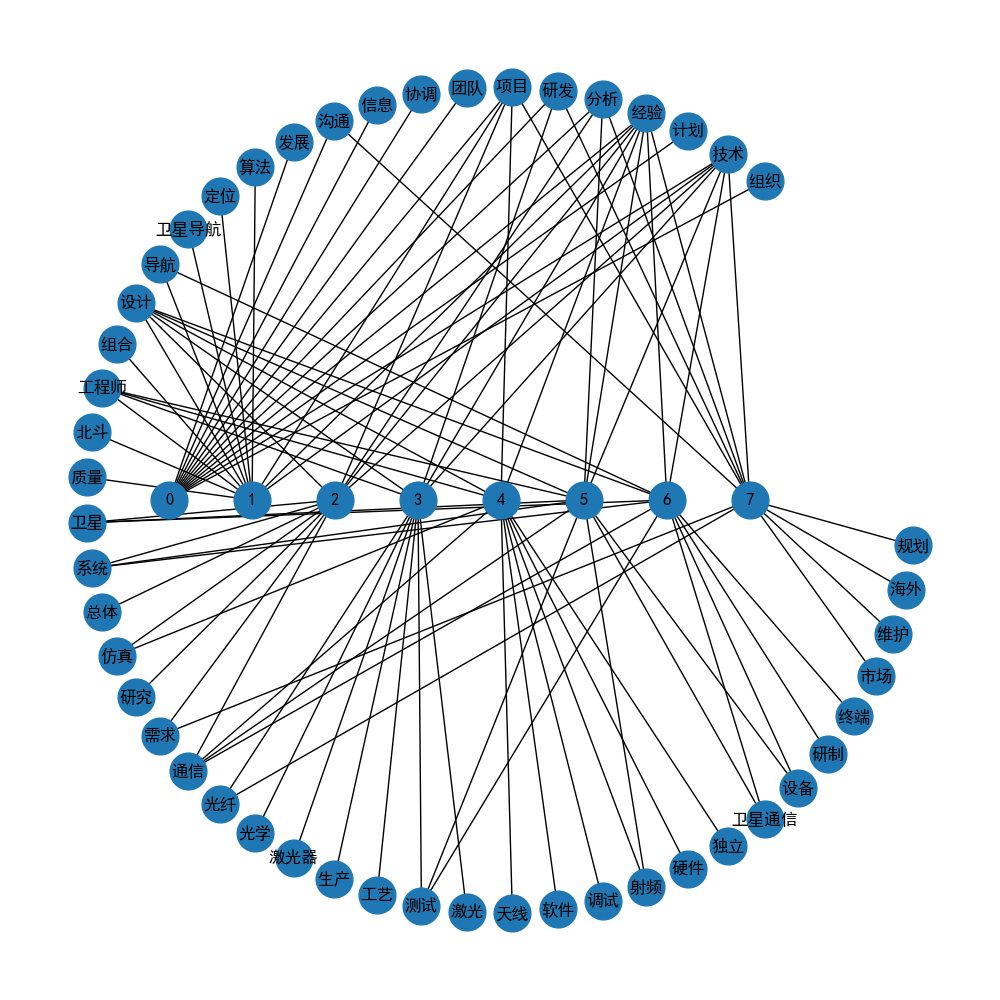 团队
项目
研发
协调
分析
信息
经验
沟通
计划
发展
技术
算法
组织
定位
卫星导航
导航
设计
组合
工程师
北斗
质量
0
1
2
3
4
5
6
7
卫星
规划
系统
海外
总体
维护
仿真
市场
研究
终端
需求
研制
通信
设备
光纤
卫星通信
光学
独立
激光器
硬件
生产
射频
工艺
调试
测试
软件
激光
天线